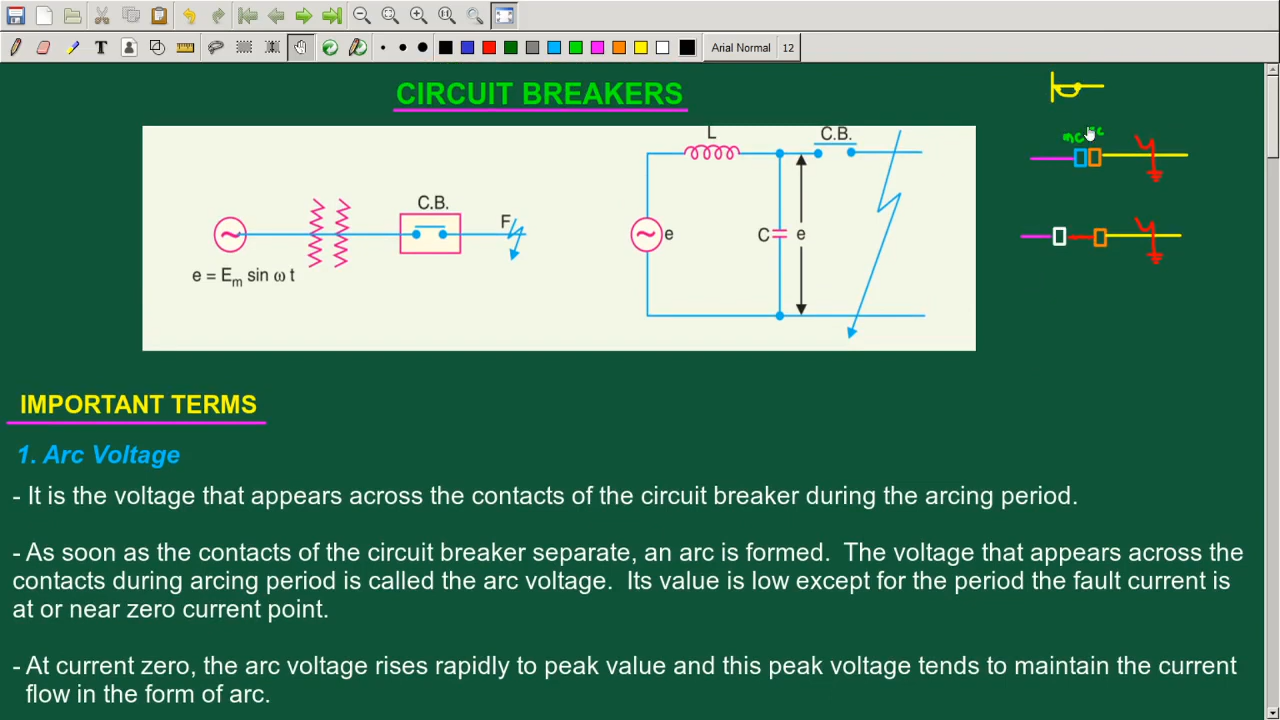 Arial Normal 12
CIRCUIT BREAKERS
C.B.
F
e = Em sin ω t
L
C.B.
e
C
e
mc
IMPORTANT TERMS
1. Arc Voltage
- It is the voltage that appears across the contacts of the circuit breaker during the arcing period.
- As soon as the contacts of the circuit breaker separate, an arc is formed. The voltage that appears across the
contacts during arcing period is called the arc voltage. Its value is low except for the period the fault current is
at or near zero current point.
- At current zero, the arc voltage rises rapidly to peak value and this peak voltage tends to maintain the current
flow in the form of arc.